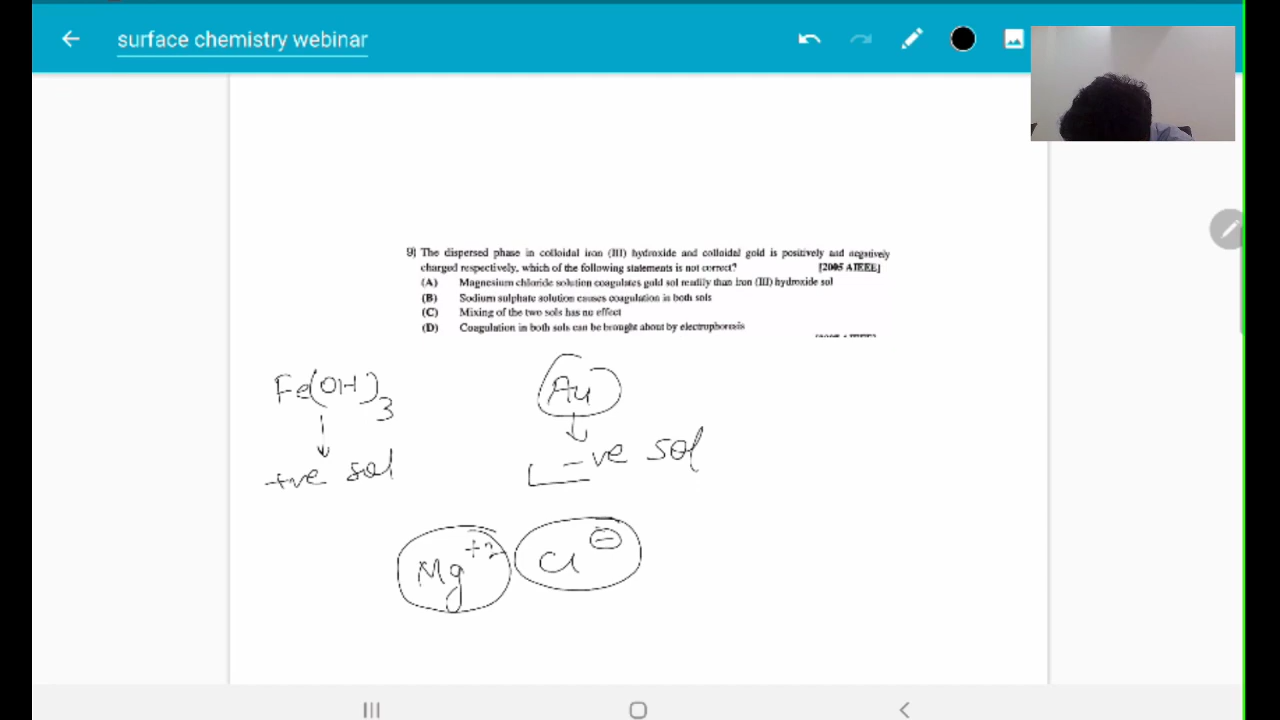 surface chemistry webinar
9) The dispersed phase in colloidal iron (III) hydroxide and colloidal gold is positively and negatively
charged respectively, which of the following statements is not correct? [2005 AIEEE]
(A) Magnesium chloride solution coagulates gold sol readily than iron (III) hydroxide sol
(B) Sodium sulphate solution causes coagulation in both sols
(C) Mixing of the two sols has no effect
(D) Coagulation in both sols can be brought about by electrophoresis
Fe(OH)3 Au
+ve sol -ve sol
Mg+2 Cl⊖